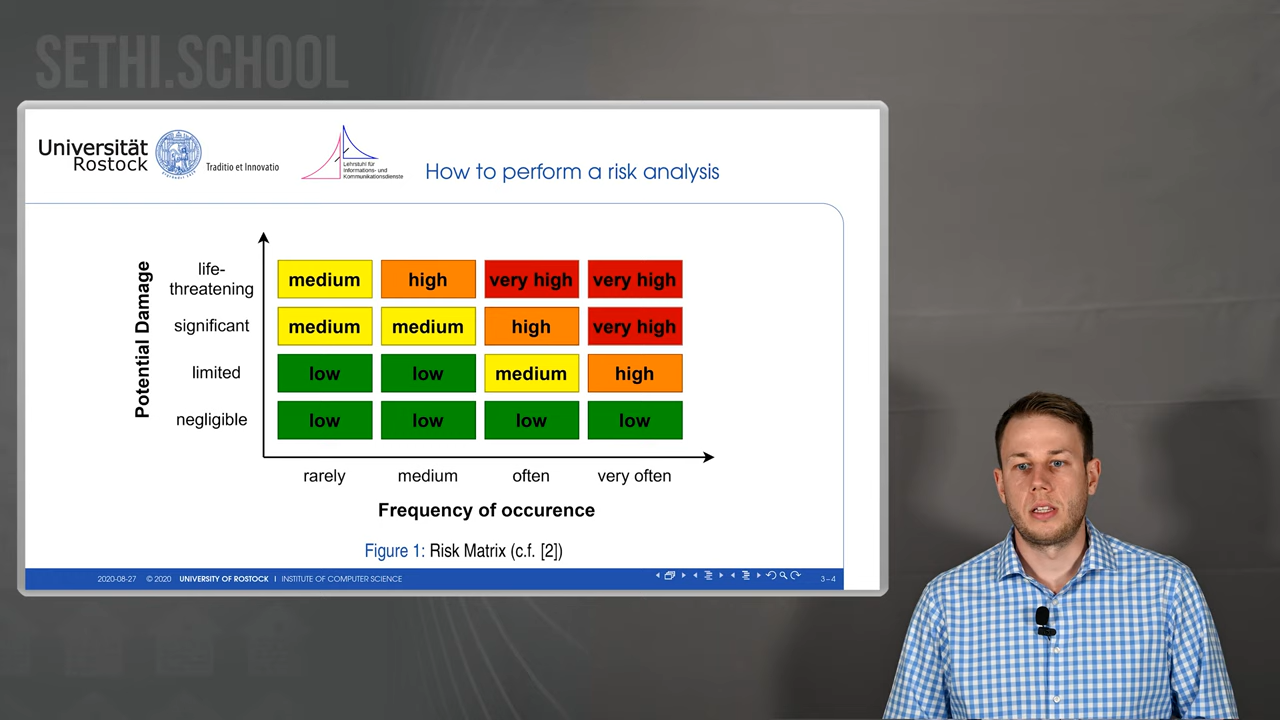 SETHI.SCHOOL
Universität
Rostock
Traditio et Innovatio
Lehrstuhl für
Informations- und
Kommunikationsdienste
How to perform a risk analysis
Potential Damage
life-
threatening
medium high very high very high
significant medium medium high very high
limited low low medium high
negligible low low low low
rarely medium often very often
Frequency of occurence
Figure 1: Risk Matrix (c.f. [2])
2020-08-27 © 2020 UNIVERSITY OF ROSTOCK | INSTITUTE OF COMPUTER SCIENCE 3–4